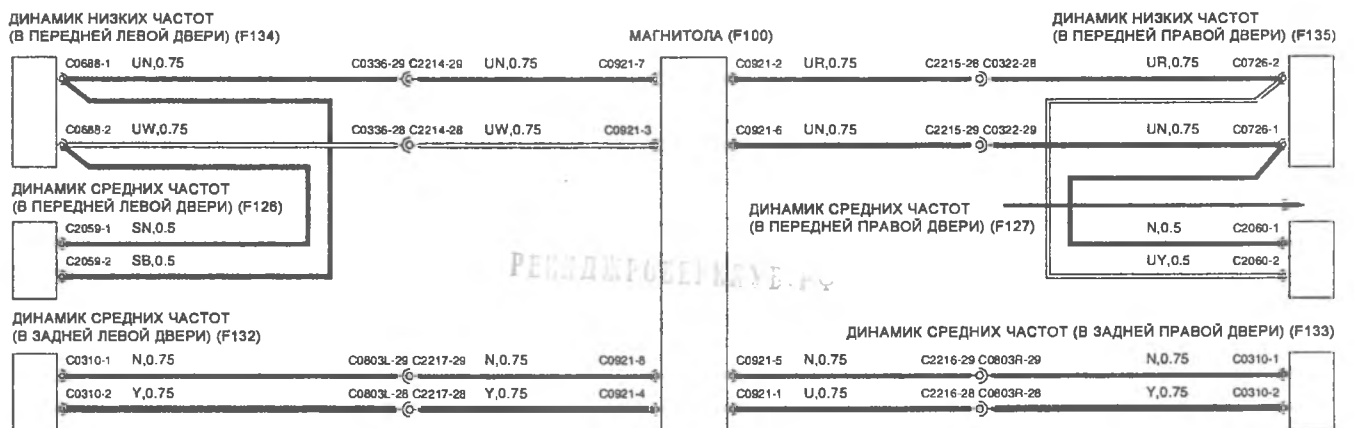 ДИНАМИК НИЗКИХ ЧАСТОТ
(В ПЕРЕДНЕЙ ЛЕВОЙ ДВЕРИ) (F134)
МАГНИТОЛА (F100)
ДИНАМИК НИЗКИХ ЧАСТОТ
(В ПЕРЕДНЕЙ ПРАВОЙ ДВЕРИ) (F135)
C0688-1 UN,0.75 C0336-29 C2214-29 UN,0.75 C0921-7
C0921-2 UR,0.75 C2215-28 C0322-28 UR,0.75 C0726-2
C0688-2 UW,0.75 C0336-28 C2214-28 UW,0.75 C0921-3
C0921-6 UN,0.75 C2215-29 C0322-29 UN,0.75 C0726-1
ДИНАМИК СРЕДНИХ ЧАСТОТ
(В ПЕРЕДНЕЙ ЛЕВОЙ ДВЕРИ) (F126)
C2059-1 SN,0.5
C2059-2 SB,0.5
ДИНАМИК СРЕДНИХ ЧАСТОТ
(В ПЕРЕДНЕЙ ПРАВОЙ ДВЕРИ) (F127)
N,0.5 C2060-1
UY,0.5 C2060-2
ДИНАМИК СРЕДНИХ ЧАСТОТ
(В ЗАДНЕЙ ЛЕВОЙ ДВЕРИ) (F132)
ДИНАМИК СРЕДНИХ ЧАСТОТ (В ЗАДНЕЙ ПРАВОЙ ДВЕРИ) (F133)
C0310-1 N,0.75 C0803L-29 C2217-29 N,0.75 C0921-8
C0921-5 N,0.75 C2216-29 C0803R-29 N,0.75 C0310-1
C0310-2 Y,0.75 C0803L-28 C2217-28 Y,0.75 C0921-4
C0921-1 U,0.75 C2216-28 C0803R-28 Y,0.75 C0310-2